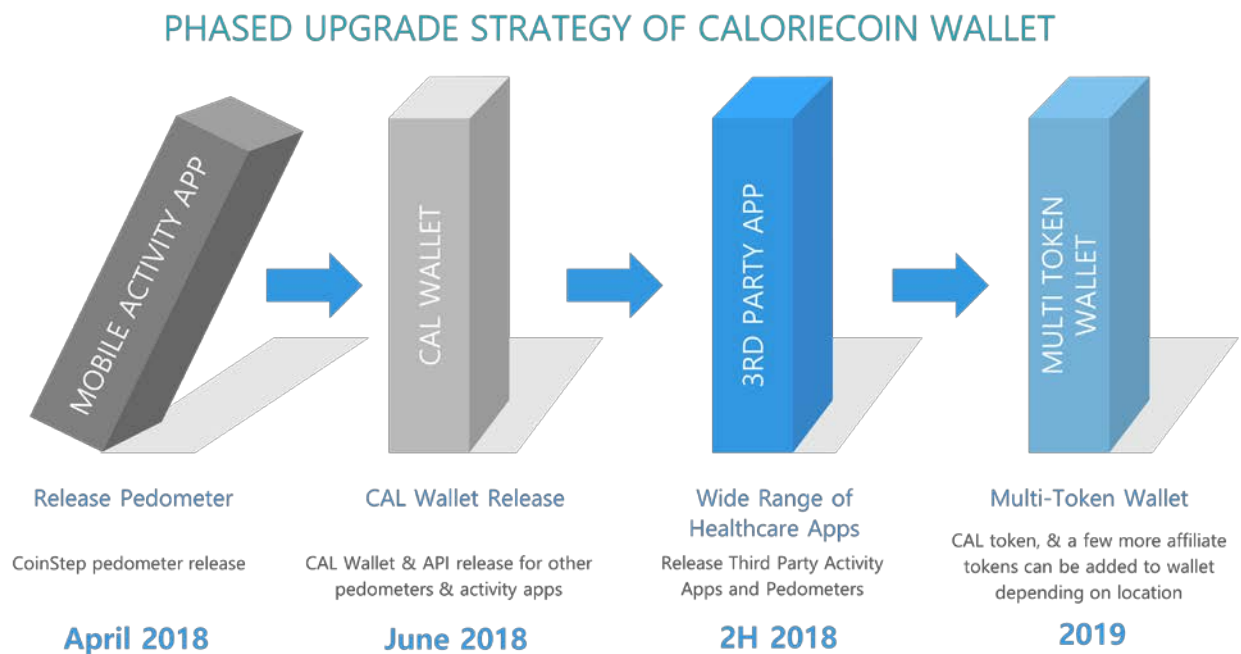 PHASED UPGRADE STRATEGY OF CALORIECOIN WALLET
MOBILE ACTIVITY APP
CAL WALLET
3RD PARTY APP
MULTI TOKEN
WALLET
Release Pedometer
CoinStep pedometer release
April 2018
CAL Wallet Release
CAL Wallet & API release for other
pedometers & activity apps
June 2018
Wide Range of
Healthcare Apps
Release Third Party Activity
Apps and Pedometers
2H 2018
Multi-Token Wallet
CAL token, & a few more affiliate
tokens can be added to wallet
depending on location
2019